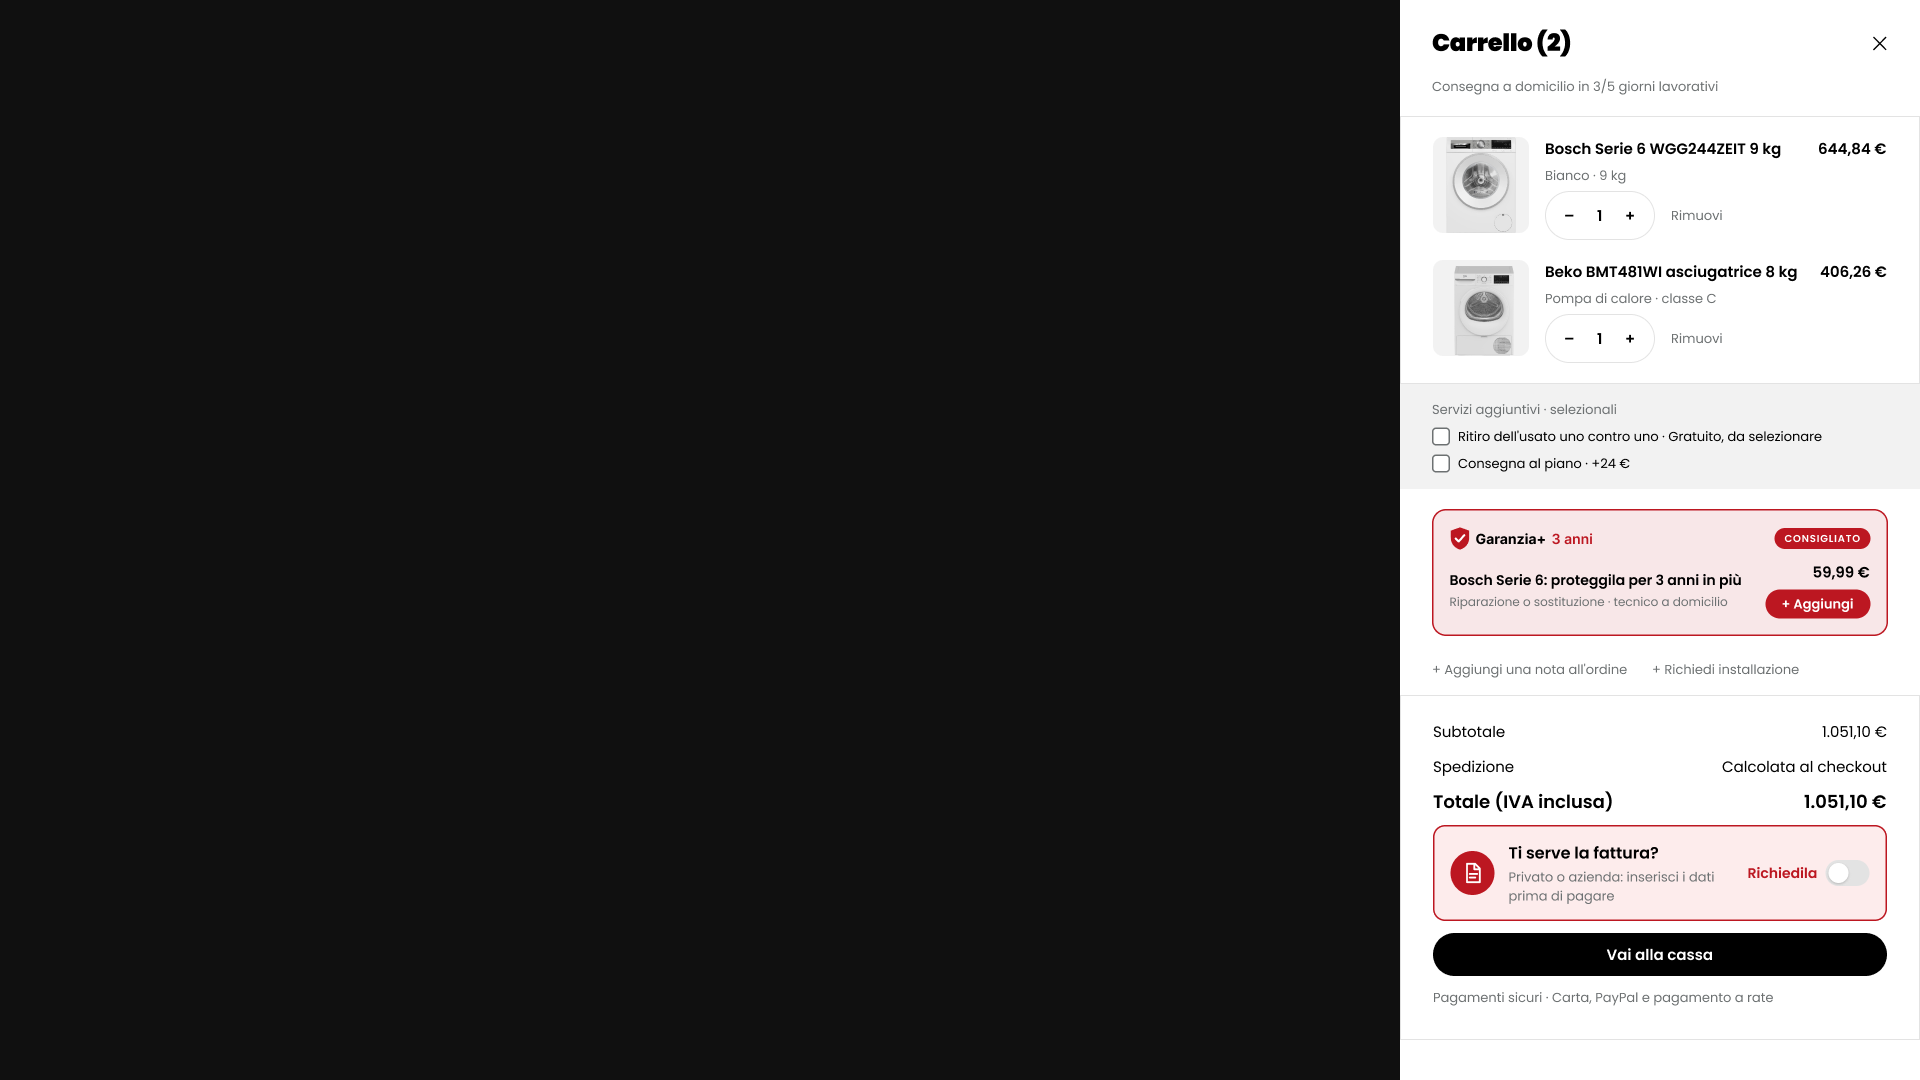 Carrello (2)
Consegna a domicilio in 3/5 giorni lavorativi
Bosch Serie 6 WGG244ZEIT 9 kg 644,84 €
Bianco · 9 kg
− 1 + Rimuovi
Beko BMT481WI asciugatrice 8 kg 406,26 €
Pompa di calore · classe C
− 1 + Rimuovi
Servizi aggiuntivi · selezionali
Ritiro dell'usato uno contro uno · Gratuito, da selezionare
Consegna al piano · +24 €
Garanzia+ 3 anni CONSIGLIATO
59,99 €
Bosch Serie 6: proteggila per 3 anni in più
Riparazione o sostituzione · tecnico a domicilio
+ Aggiungi
+ Aggiungi una nota all'ordine + Richiedi installazione
Subtotale 1.051,10 €
Spedizione Calcolata al checkout
Totale (IVA inclusa) 1.051,10 €
Ti serve la fattura?
Privato o azienda: inserisci i dati
prima di pagare
Richiedila
Vai alla cassa
Pagamenti sicuri · Carta, PayPal e pagamento a rate